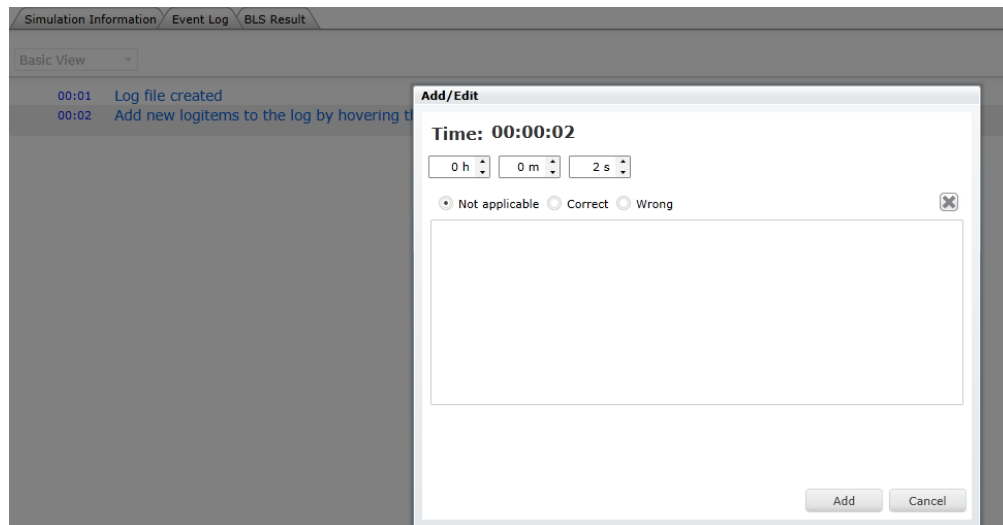 Simulation Information Event Log BLS Result
Basic View
00:01 Log file created
00:02 Add new logitems to the log by hovering th
Add/Edit
Time: 00:00:02
0 h 0 m 2 s
Not applicable Correct Wrong
Add Cancel